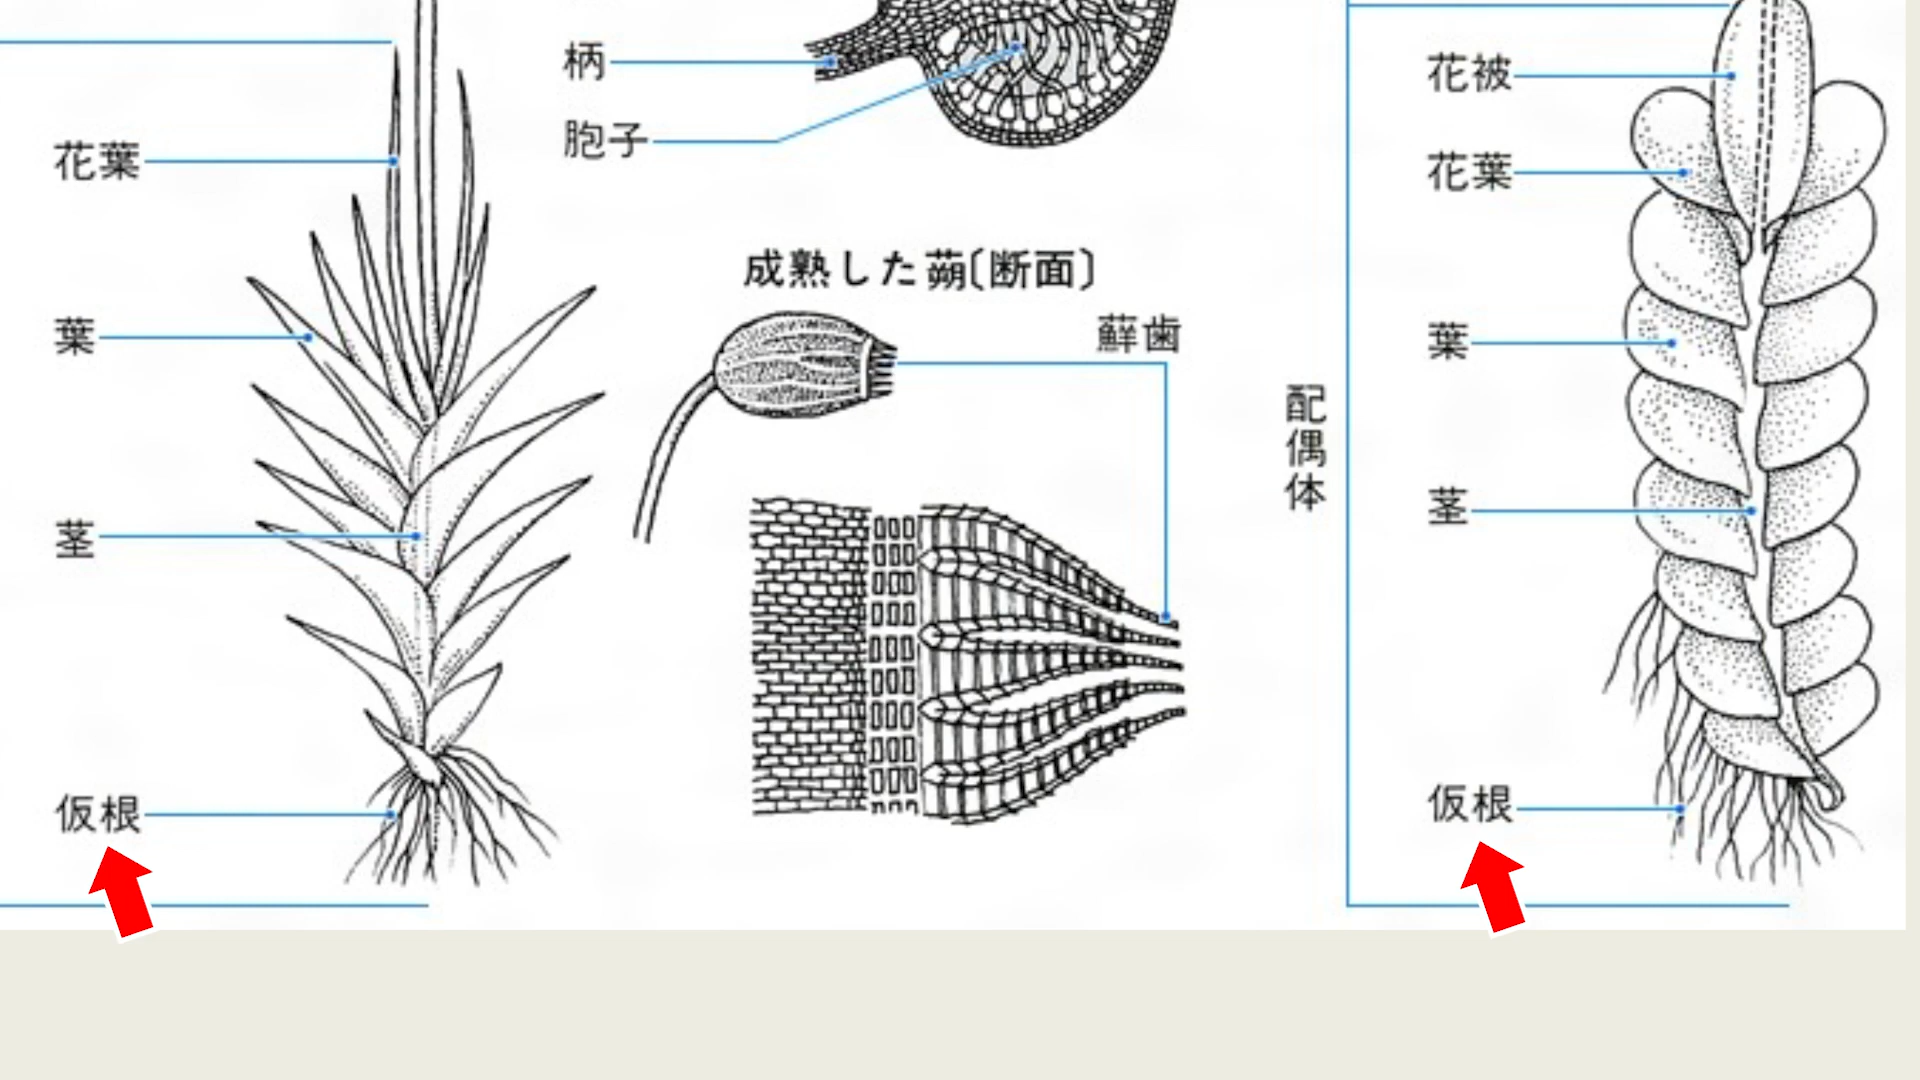 花葉
葉
茎
仮根
柄
胞子
成熟した蒴〔断面〕
蘚歯
配偶体
花被
花葉
葉
茎
仮根